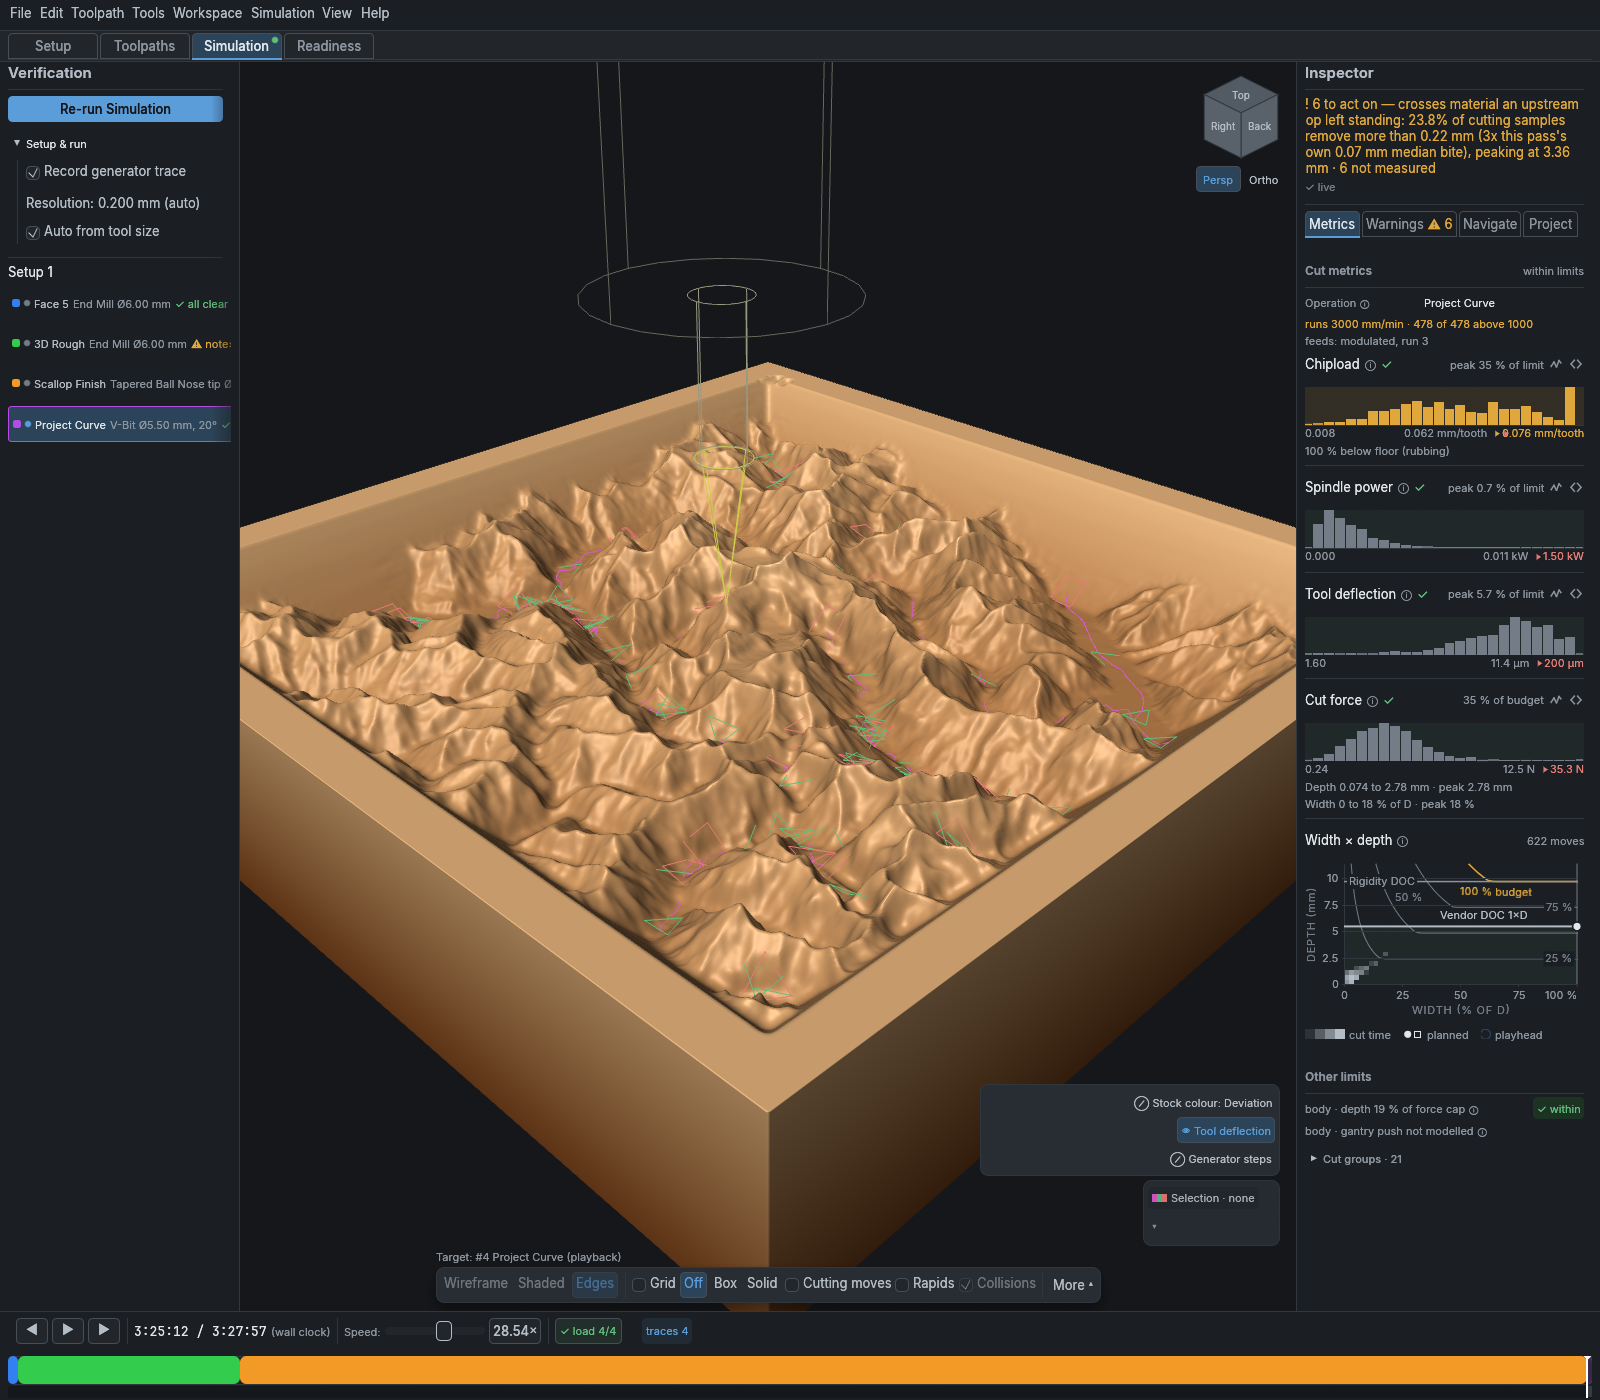 File Edit Toolpath Tools Workspace Simulation View Help
Setup Toolpaths Simulation Readiness
Verification
Re-run Simulation
Setup & run
Record generator trace
Resolution: 0.200 mm (auto)
Auto from tool size
Setup 1
Face 5 End Mill Ø6.00 mm ✓ all clear
3D Rough End Mill Ø6.00 mm ⚠ note
Scallop Finish Tapered Ball Nose tip Ø
Project Curve V-Bit Ø5.50 mm, 20° ✓
Top
Right Back
Persp Ortho
Stock colour: Deviation
Tool deflection
Generator steps
Selection · none
Target: #4 Project Curve (playback)
Wireframe Shaded Edges Grid Off Box Solid Cutting moves Rapids Collisions More
Inspector
! 6 to act on — crosses material an upstream
op left standing: 23.8% of cutting samples
remove more than 0.22 mm (3x this pass's
own 0.07 mm median bite), peaking at 3.36
mm · 6 not measured
✓ live
Metrics Warnings ⚠ 6 Navigate Project
Cut metrics within limits
Operation Project Curve
runs 3000 mm/min · 478 of 478 above 1000
feeds: modulated, run 3
Chipload ✓ peak 35 % of limit
0.008 0.062 mm/tooth 0.076 mm/tooth
100 % below floor (rubbing)
Spindle power ✓ peak 0.7 % of limit
0.000 0.011 kW 1.50 kW
Tool deflection ✓ peak 5.7 % of limit
1.60 11.4 µm 200 µm
Cut force ✓ 35 % of budget
0.24 12.5 N 35.3 N
Depth 0.074 to 2.78 mm · peak 2.78 mm
Width 0 to 18 % of D · peak 18 %
Width × depth 622 moves
DEPTH (mm)
10
7.5
5
2.5
0
Rigidity DOC
50 %
100 % budget
75 %
Vendor DOC 1×D
25 %
0 25 50 75 100 %
WIDTH (% OF D)
cut time planned playhead
Other limits
body · depth 19 % of force cap ✓ within
body · gantry push not modelled
Cut groups · 21
3:25:12 / 3:27:57 (wall clock) Speed: 28.54× ✓ load 4/4 traces 4